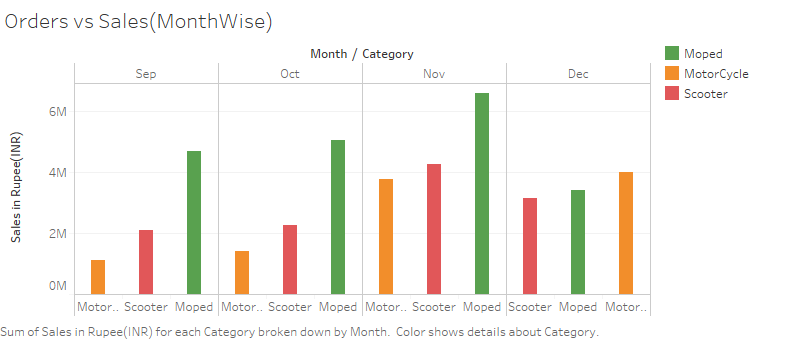 Orders vs Sales(MonthWise)
Month / Category
Sep Oct Nov Dec
Moped
MotorCycle
Scooter
Sales in Rupee(INR)
6M
4M
2M
0M
Motor.. Scooter Moped Motor.. Scooter Moped Motor.. Scooter Moped Scooter Moped Motor..
Sum of Sales in Rupee(INR) for each Category broken down by Month. Color shows details about Category.